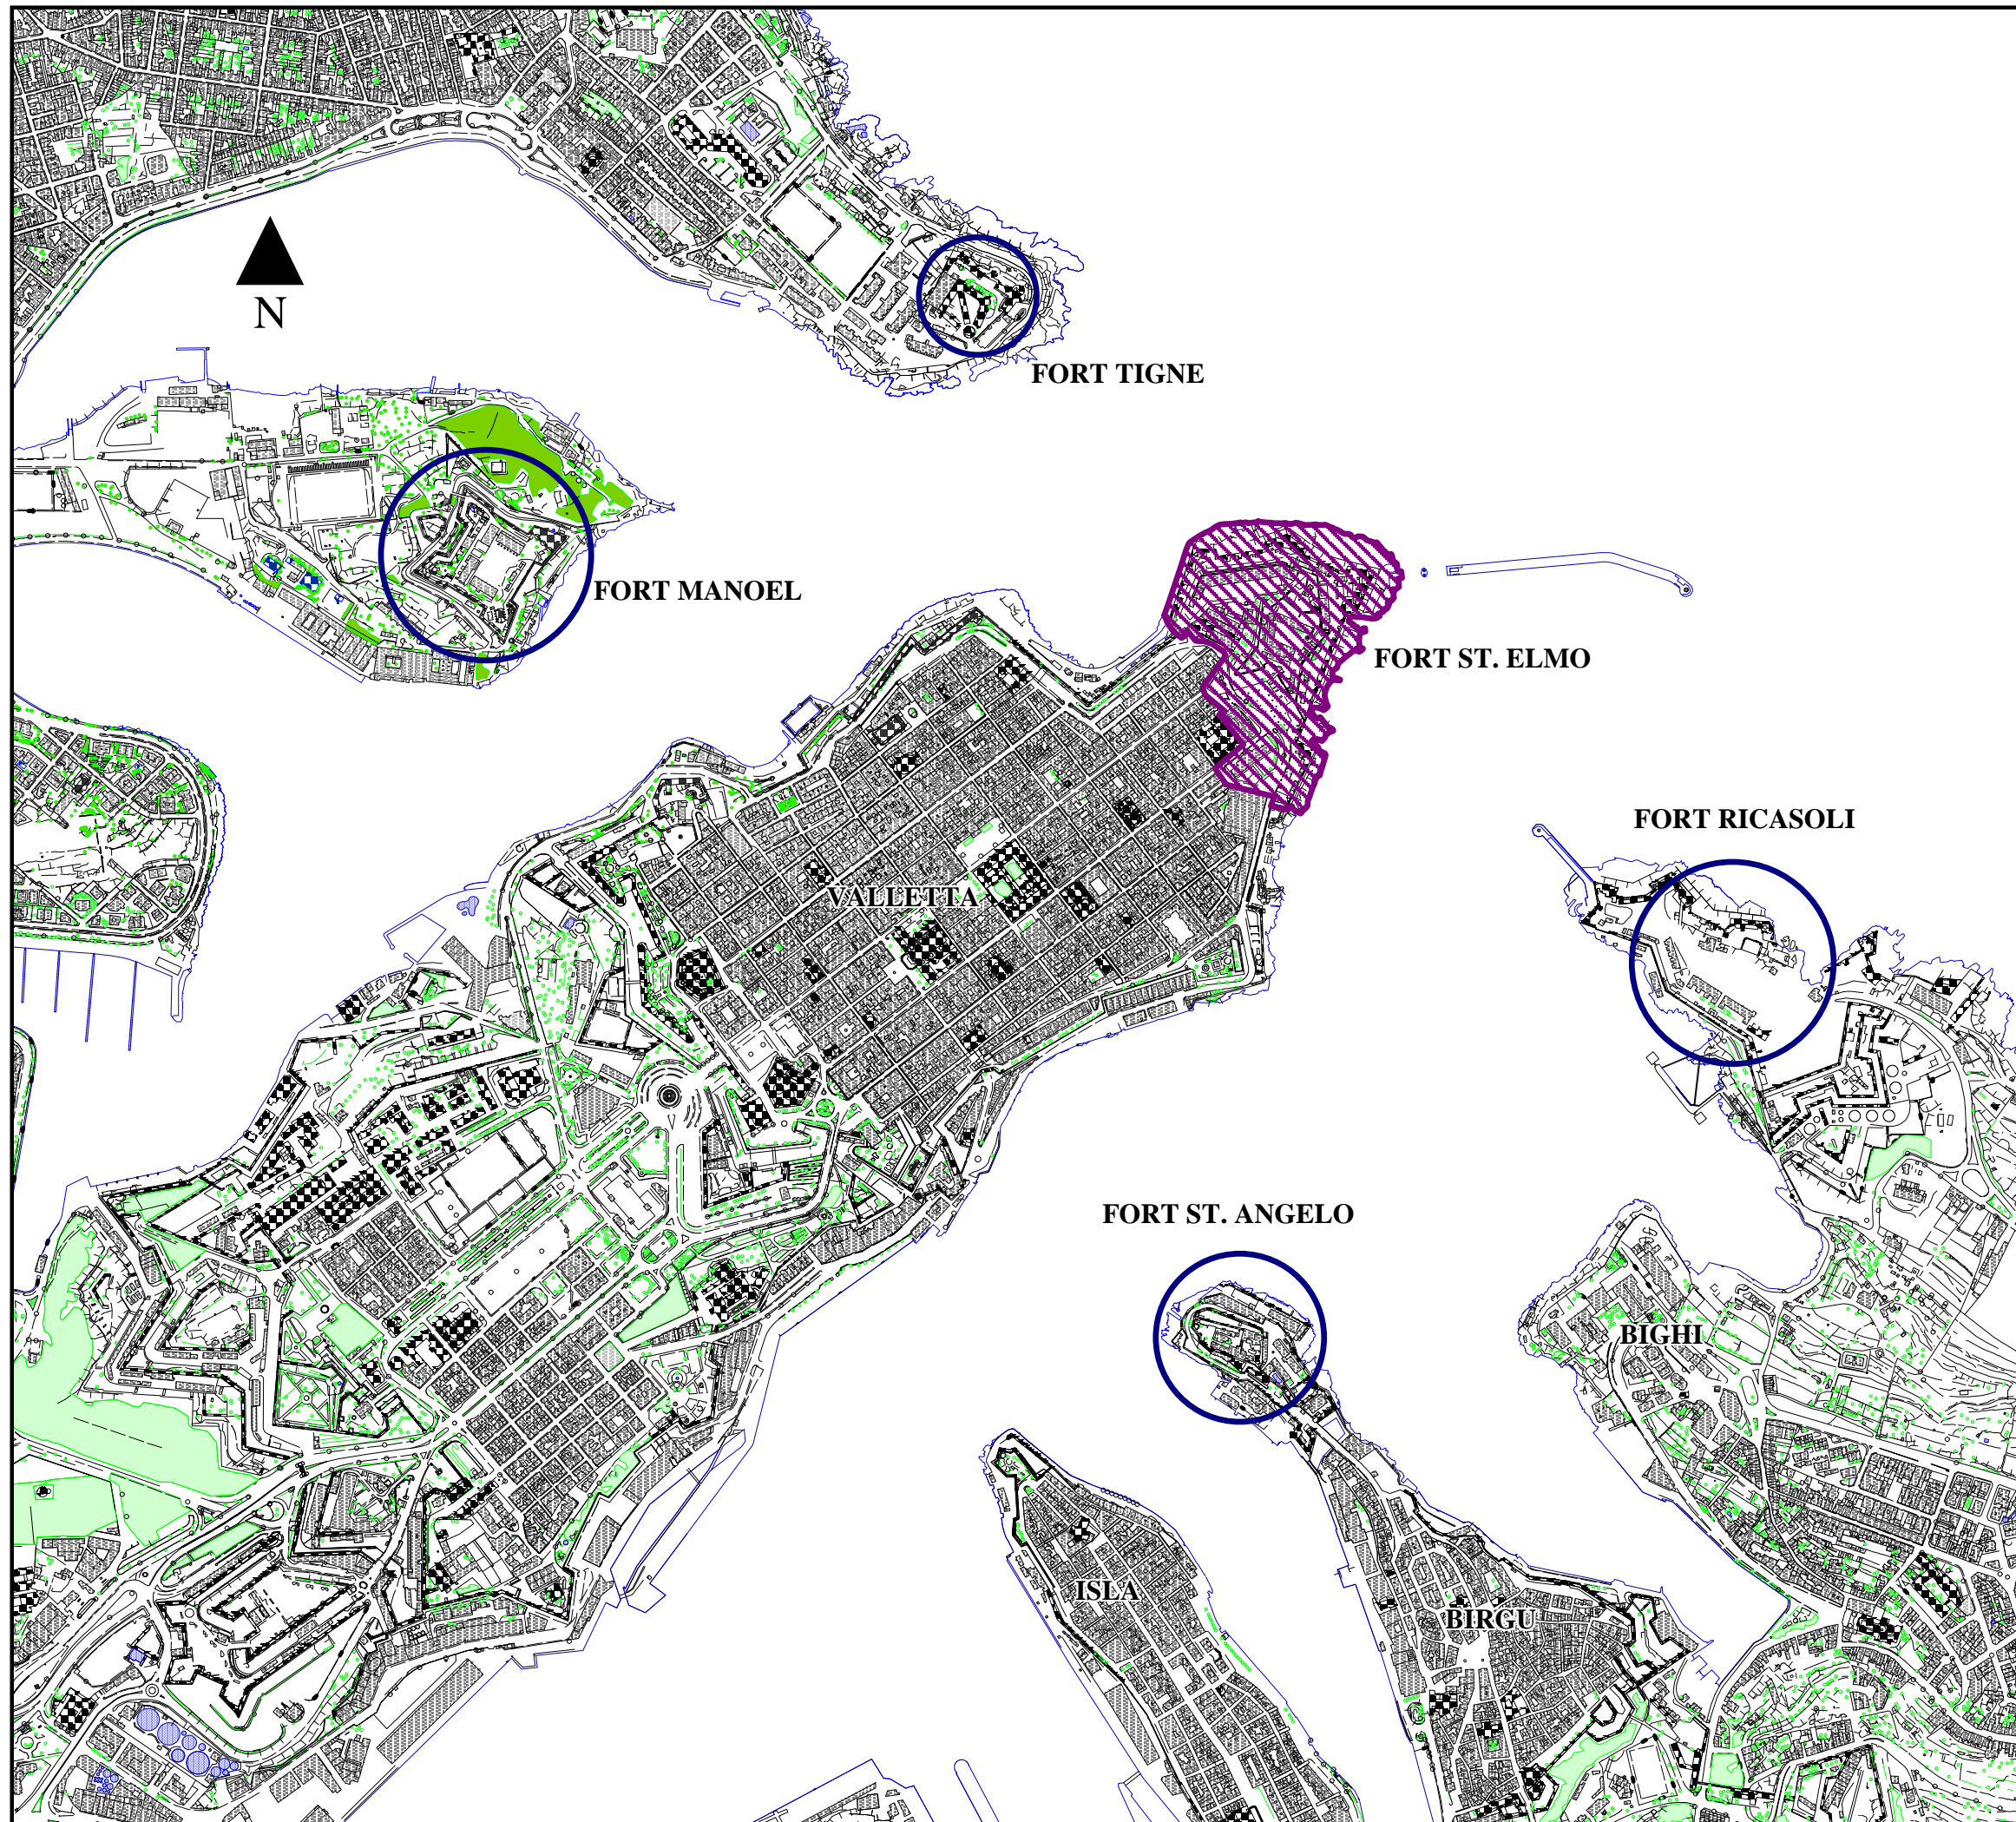 N
FORT TIGNE
FORT MANOEL
FORT ST. ELMO
FORT RICASOLI
VALLETTA
FORT ST. ANGELO
BIGHI
ISLA
BIRGU